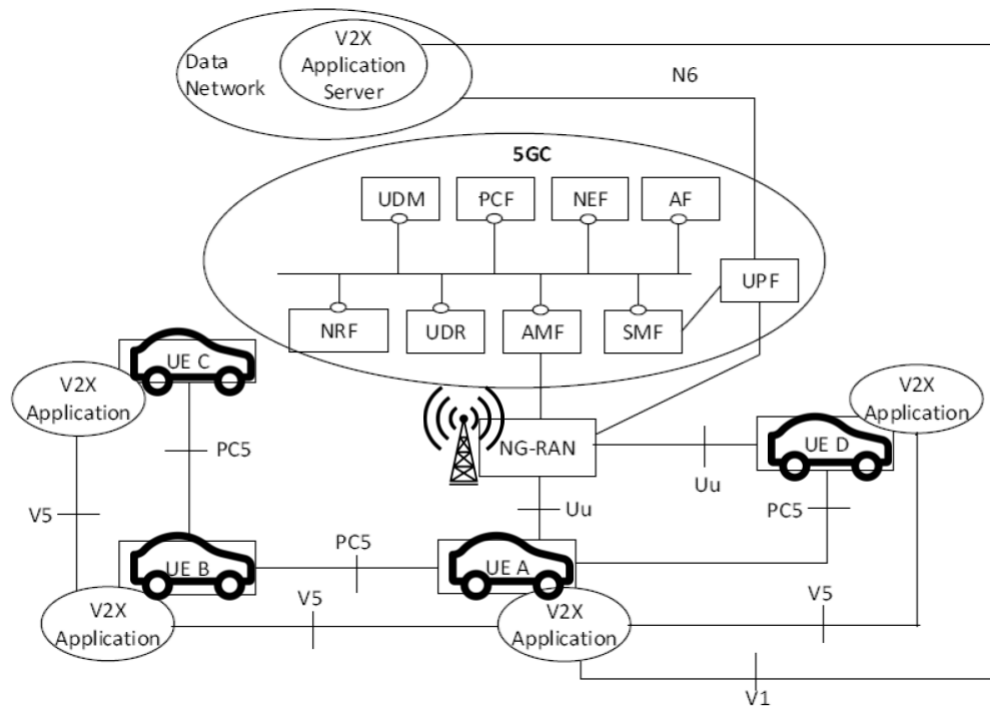 V2X
Application
Server
Data
Network
N6
5GC
UDM
PCF
NEF
AF
UPF
NRF
UDR
AMF
SMF
UE C
V2X
Application
V2X
Application
NG-RAN
UE D
PC5
Uu
V5
Uu
PC5
PC5
UE B
UE A
V2X
Application
V5
V2X
Application
V5
V1